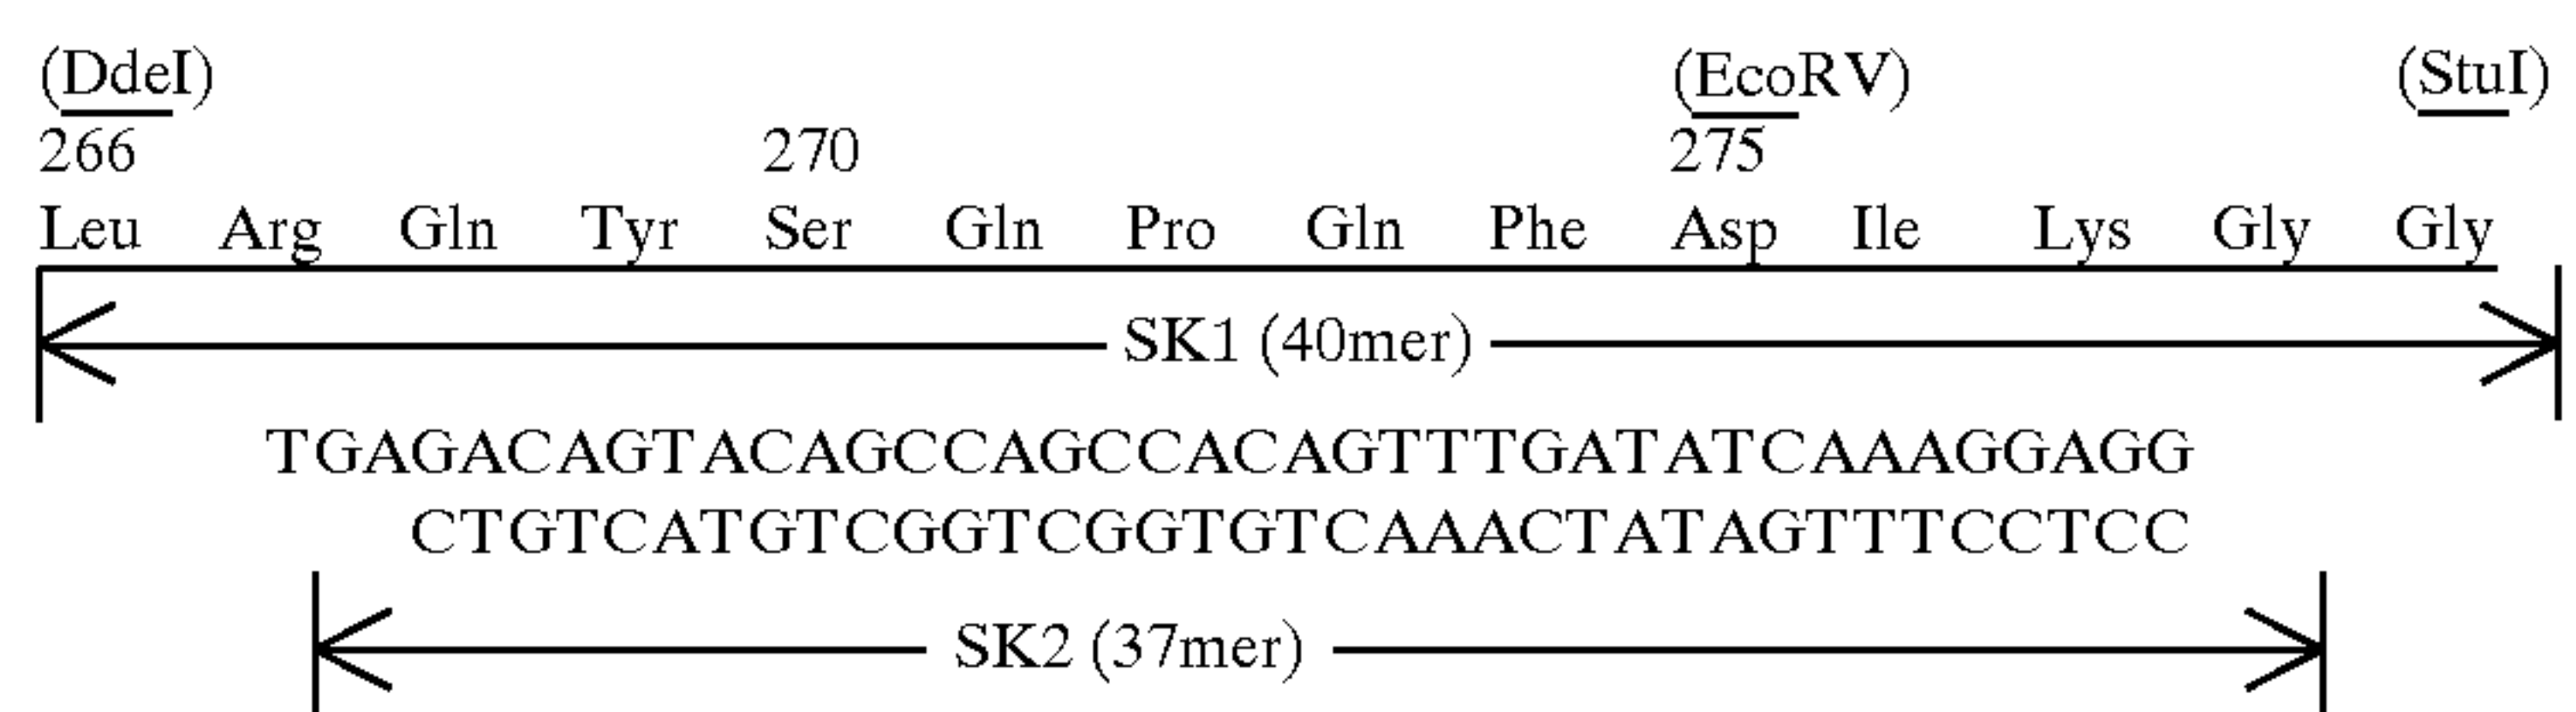 (DdeI) (EcoRV) (StuI)
266 270 275
Leu Arg Gln Tyr Ser Gln Pro Gln Phe Asp Ile Lys Gly Gly
SK1 (40mer)
TGAGACAGTACAGCCAGCCACAGTTTGATATCAAAGGAGG
CTGTCATGTCGGTCGGTGTCAAACTATAGTTTCCTCC
SK2 (37mer)